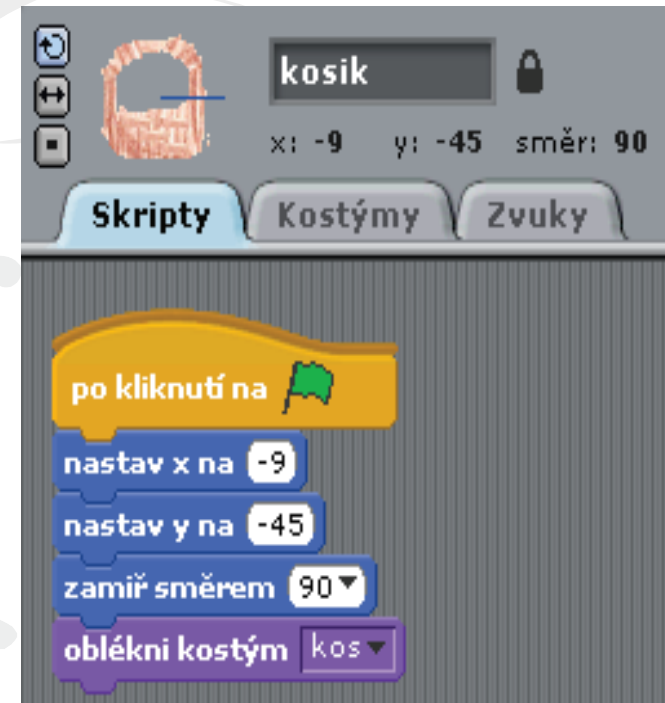 kosik
x: -9 y: -45 směr: 90
Skripty Kostýmy Zvuky
po kliknutí na
nastav x na -9
nastav y na -45
zamiř směrem 90
oblékni kostým kos